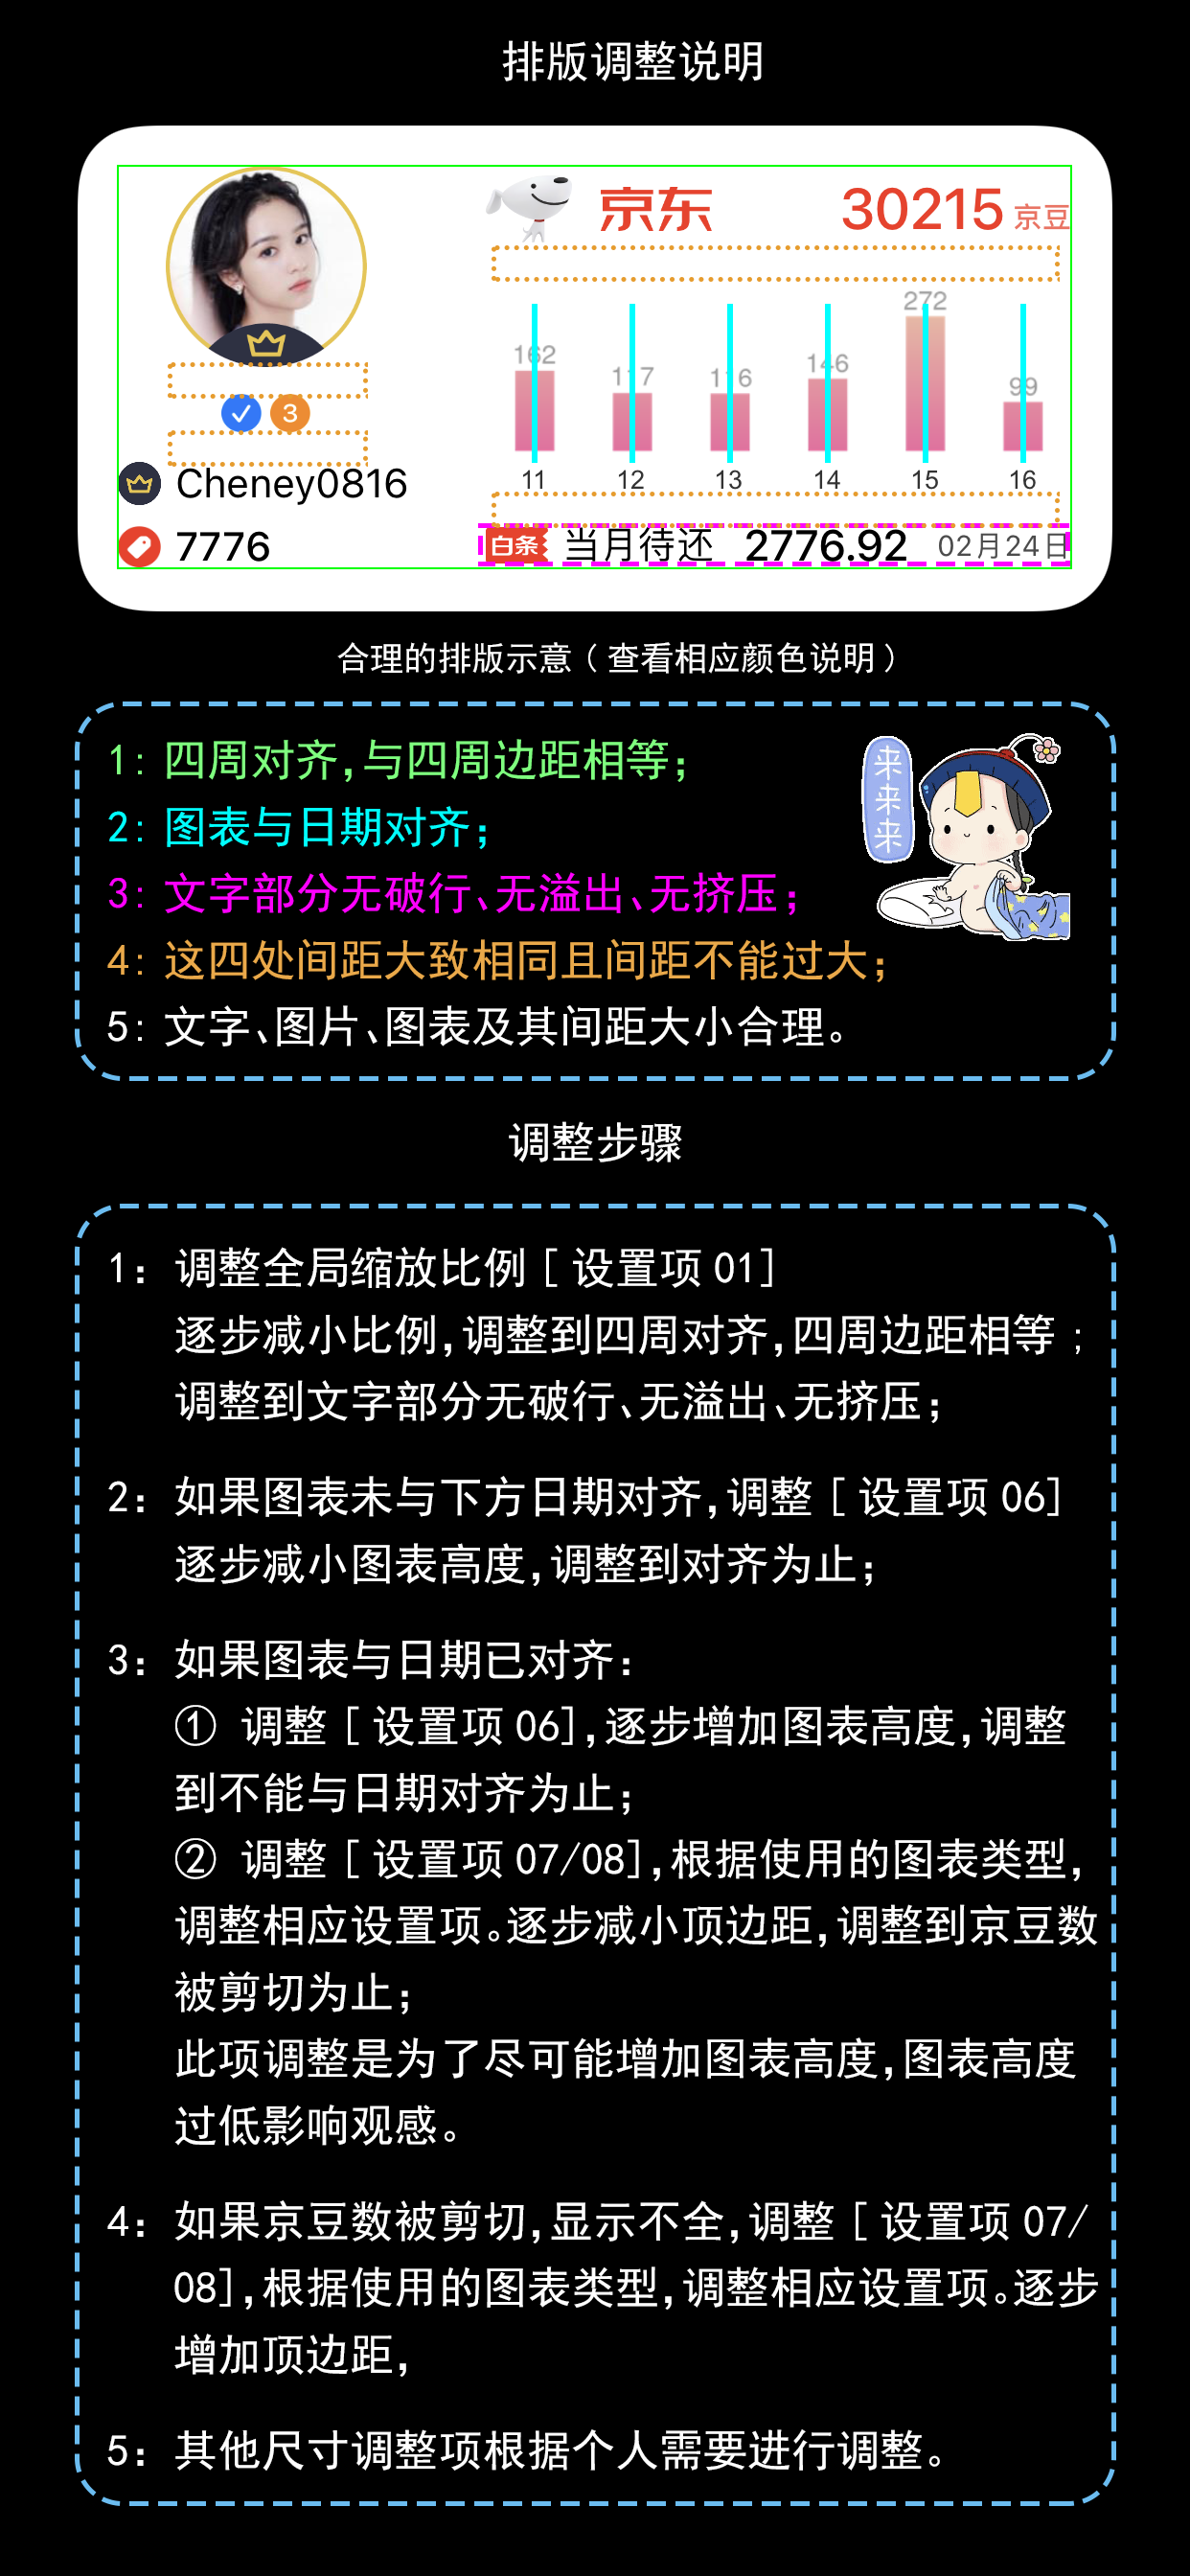 排版调整说明
京东
30215 京豆
162
117
116
146
272
99
3
11
12
13
14
15
16
Cheney0816
7776
白条 当月待还 2776.92 02月24日
合理的排版示意（查看相应颜色说明）
1: 四周对齐,与四周边距相等;
2: 图表与日期对齐;
3: 文字部分无破行、无溢出、无挤压;
4: 这四处间距大致相同且间距不能过大;
5: 文字、图片、图表及其间距大小合理。
来来来
调整步骤
1: 调整全局缩放比例 [ 设置项 01]
逐步减小比例,调整到四周对齐,四周边距相等;
调整到文字部分无破行、无溢出、无挤压;
2: 如果图表未与下方日期对齐,调整 [ 设置项 06]
逐步减小图表高度,调整到对齐为止;
3: 如果图表与日期已对齐:
① 调整 [ 设置项 06],逐步增加图表高度,调整
到不能与日期对齐为止;
② 调整 [ 设置项 07/08],根据使用的图表类型,
调整相应设置项。逐步减小顶边距,调整到京豆数
被剪切为止;
此项调整是为了尽可能增加图表高度,图表高度
过低影响观感。
4: 如果京豆数被剪切,显示不全,调整 [ 设置项 07/
08],根据使用的图表类型,调整相应设置项。逐步
增加顶边距,
5: 其他尺寸调整项根据个人需要进行调整。